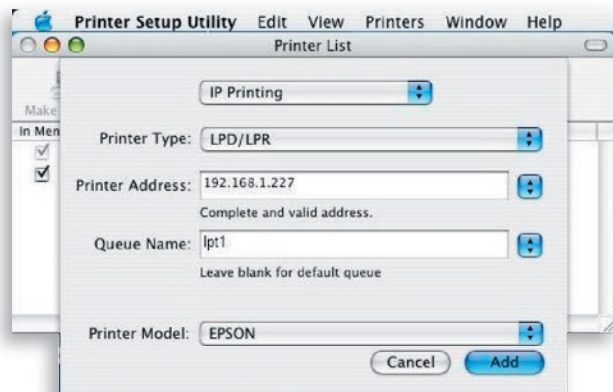 Printer Setup Utility Edit View Printers Window Help
Printer List
IP Printing
Make
In Men
Printer Type: LPD/LPR
Printer Address: 192.168.1.227
Complete and valid address.
Queue Name: lpt1
Leave blank for default queue
Printer Model: EPSON
Cancel Add